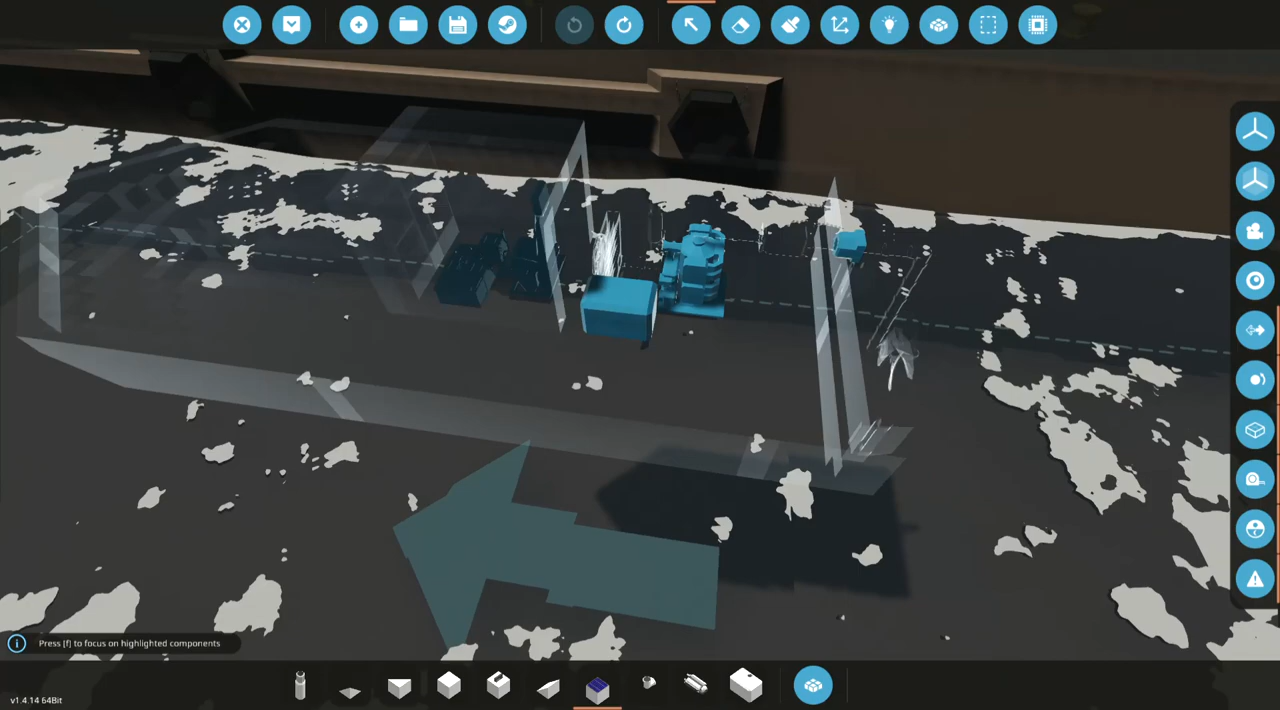 Press [f] to focus on highlighted components
v1.4.14 64Bit